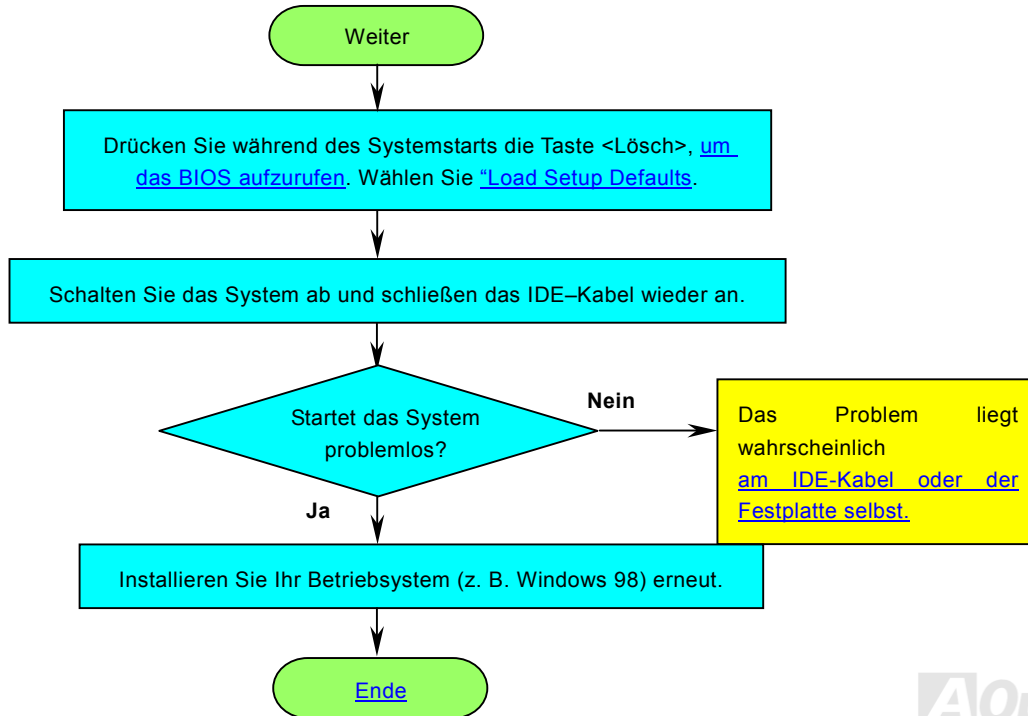 Weiter
Drücken Sie während des Systemstarts die Taste <Lösch>, um
das BIOS aufzurufen. Wählen Sie “Load Setup Defaults.
Schalten Sie das System ab und schließen das IDE–Kabel wieder an.
Startet das System
problemlos?
Nein
Das Problem liegt
wahrscheinlich
am IDE-Kabel oder der
Festplatte selbst.
Ja
Installieren Sie Ihr Betriebsystem (z. B. Windows 98) erneut.
Ende